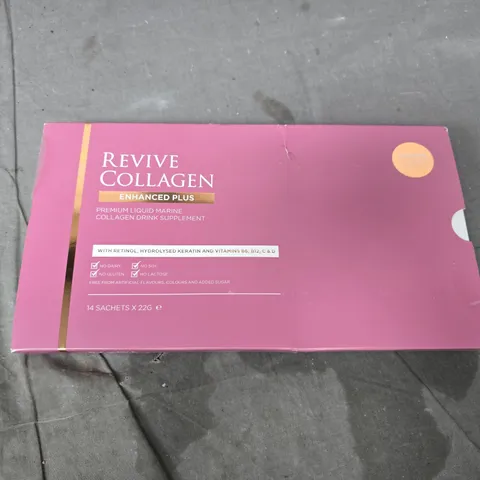 REVIVE
COLLAGEN
ENHANCED PLUS
PREMIUM LIQUID MARINE
COLLAGEN DRINK SUPPLEMENT
WITH RETINOL, HYDROLYSED KERATIN AND VITAMINS B6, B12, C & D
NO DAIRY NO SOY
NO GLUTEN NO LACTOSE
FREE FROM ARTIFICIAL FLAVOURS, COLOURS AND ADDED SUGAR
14 SACHETS X 22G ℮